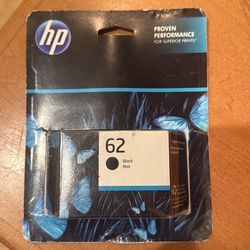 hp
PROVEN
PERFORMANCE
FOR SUPERIOR PRINTS*
62
Black
Noir